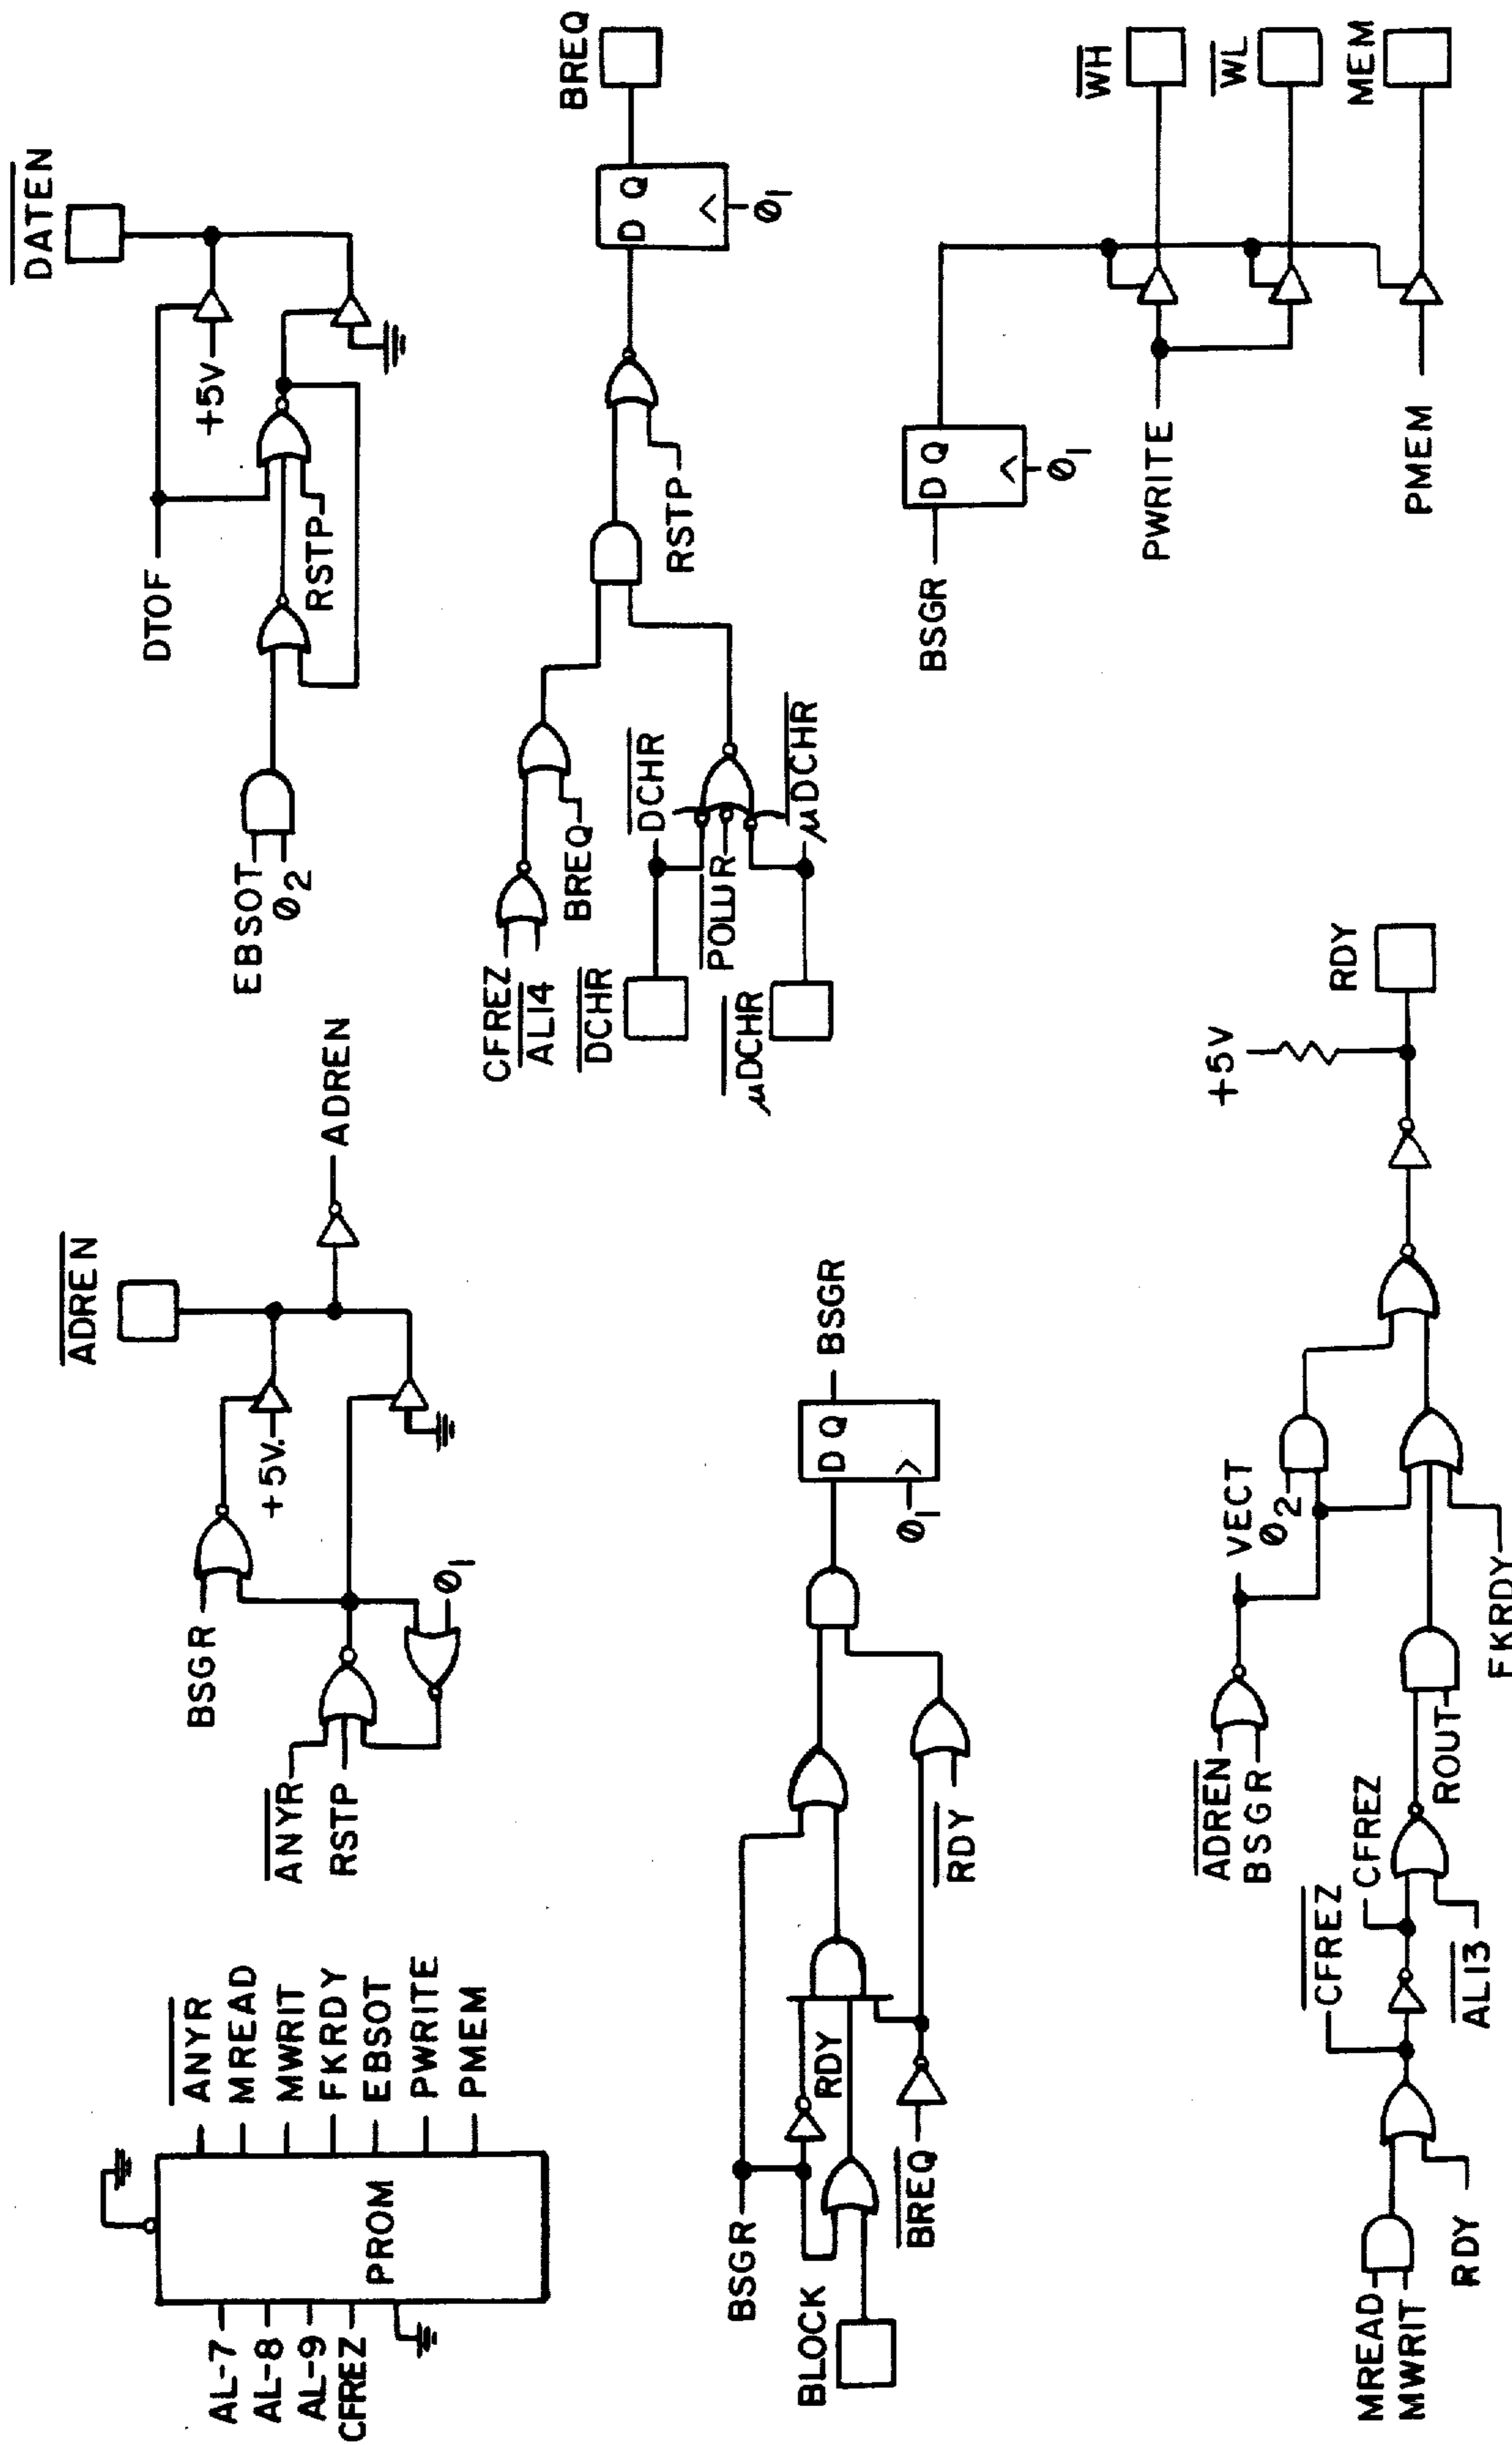 AL-7
AL-8
AL-9
CFREZ
PROM
ANYR
MREAD
MWRIT
FKRDY
EBSOT
PWRITE
PMEM
ANYR
RSTP
BSGR
+5V
Ø1
ADREN
ADREN
EBSOT
Ø2
DTOF
RSTP
+5V
DATEN
BSGR
BLOCK
RDY
BREQ
RDY
D Q
Ø1
BSGR
CFREZ
AL14
BREQ
DCHR
DCHR
POLWR
μDCHR
μDCHR
RSTP
D Q
Ø1
BREQ
MREAD
MWRIT
RDY
CFREZ
CFREZ
AL13
ROUT
ADREN
BSGR
VECT
Ø2
FKRDY
+5V
RDY
BSGR
D Q
Ø1
PWRITE
PMEM
WH
WL
MEM